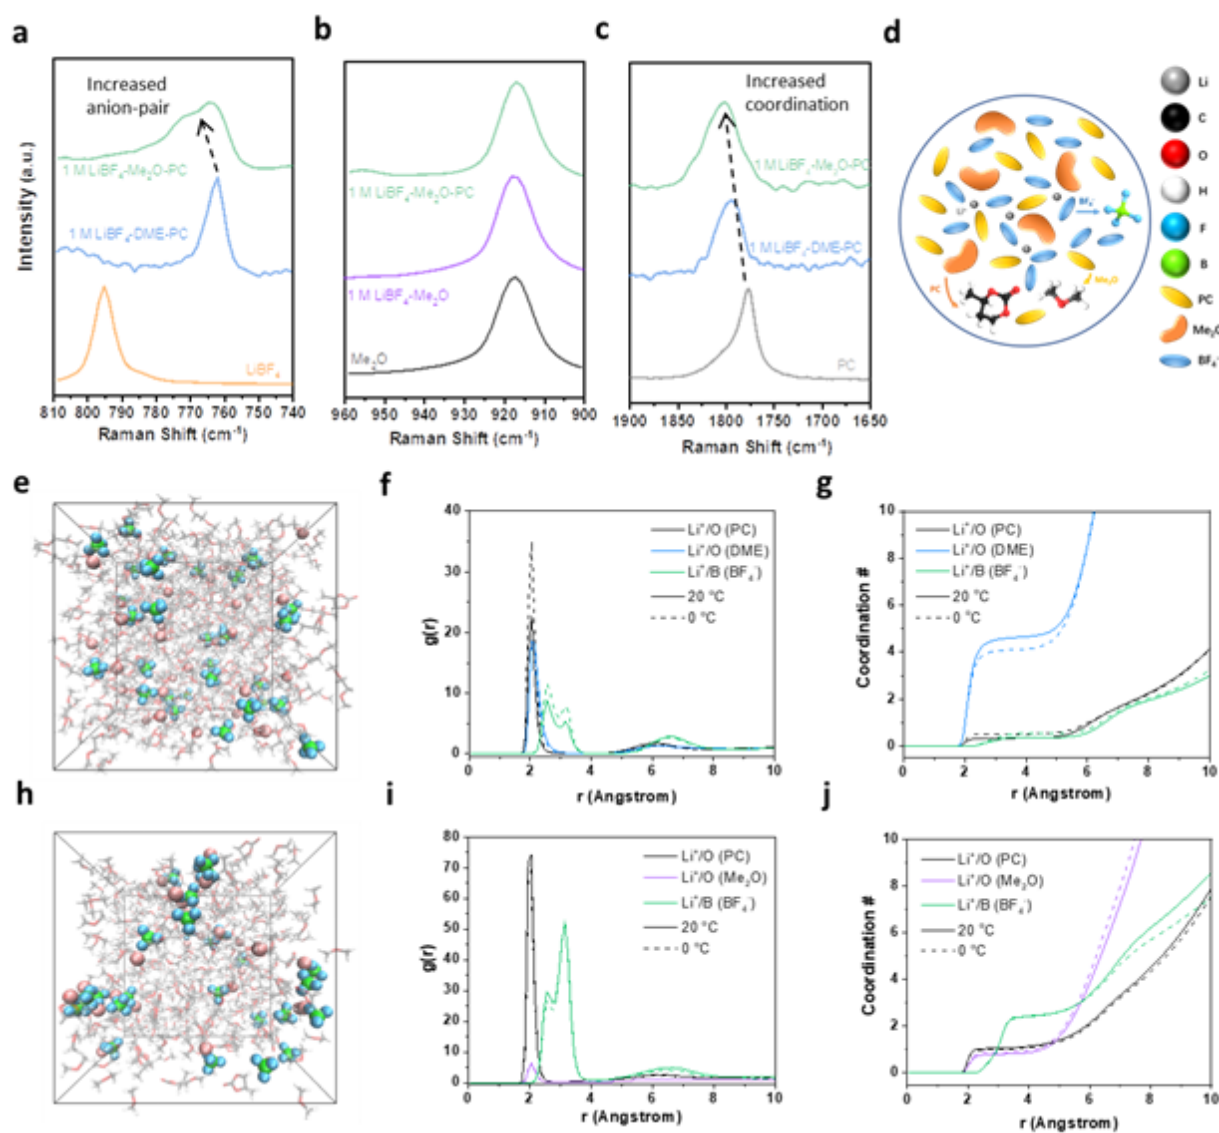 a
Increased
anion-pair
1 M LiBF₄-Me₂O-PC
1 M LiBF₄-DME-PC
LiBF₄
Intensity (a.u.)
810 800 790 780 770 760 750 740
Raman Shift (cm⁻¹)
b
1 M LiBF₄-Me₂O-PC
1 M LiBF₄-Me₂O
Me₂O
960 950 940 930 920 910 900
Raman Shift (cm⁻¹)
c
Increased
coordination
1 M LiBF₄-Me₂O-PC
1 M LiBF₄-DME-PC
PC
1900 1850 1800 1750 1700 1650
Raman Shift (cm⁻¹)
d
Li⁺
BF₄⁻
PC
Me₂O
Li
C
O
H
F
B
PC
Me₂O
BF₄⁻
e
f
40
30
20
10
0
g(r)
Li⁺/O (PC)
Li⁺/O (DME)
Li⁺/B (BF₄⁻)
20 °C
0 °C
0 2 4 6 8 10
r (Angstrom)
g
10
8
6
4
2
0
Coordination #
Li⁺/O (PC)
Li⁺/O (DME)
Li⁺/B (BF₄⁻)
20 °C
0 °C
0 2 4 6 8 10
r (Angstrom)
h
i
80
70
60
50
40
30
20
10
0
g(r)
Li⁺/O (PC)
Li⁺/O (Me₂O)
Li⁺/B (BF₄⁻)
20 °C
0 °C
0 2 4 6 8 10
r (Angstrom)
j
10
8
6
4
2
0
Coordination #
Li⁺/O (PC)
Li⁺/O (Me₂O)
Li⁺/B (BF₄⁻)
20 °C
0 °C
0 2 4 6 8 10
r (Angstrom)